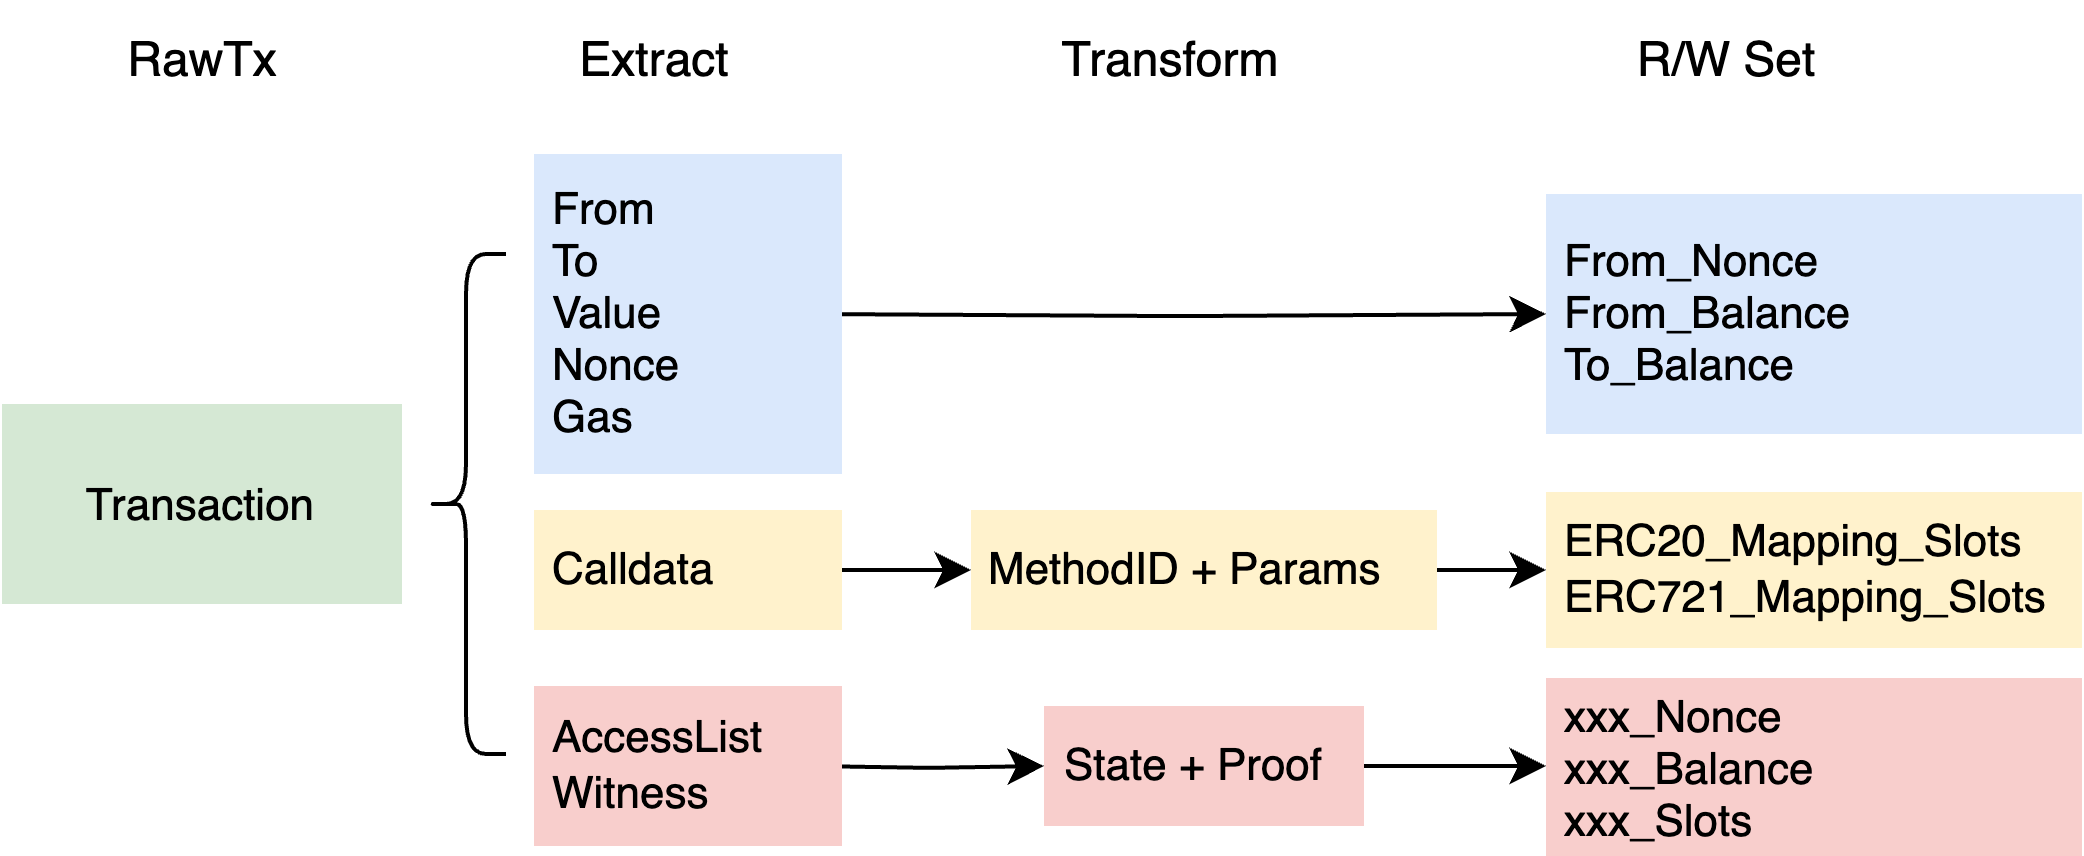 RawTx
Extract
Transform
R/W Set
Transaction
From
To
Value
Nonce
Gas
From_Nonce
From_Balance
To_Balance
Calldata
MethodID + Params
ERC20_Mapping_Slots
ERC721_Mapping_Slots
AccessList
Witness
State + Proof
xxx_Nonce
xxx_Balance
xxx_Slots